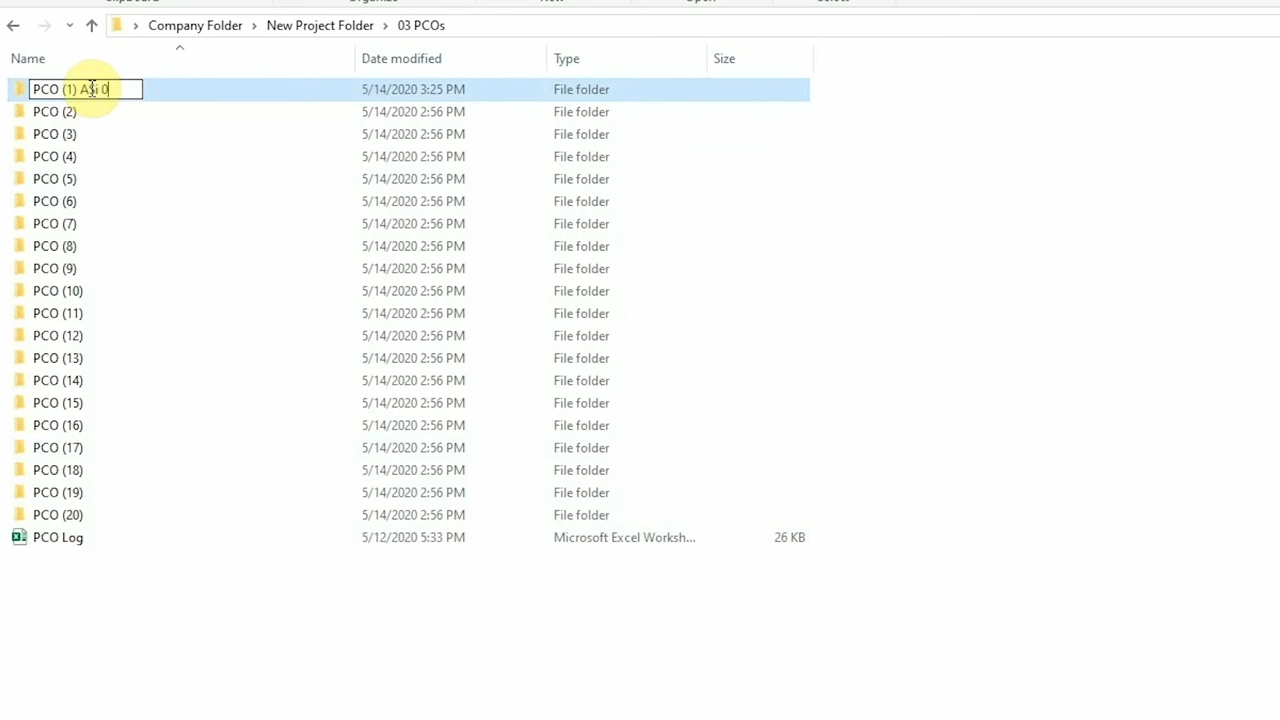 Company Folder > New Project Folder > 03 PCOs
Name Date modified Type Size
PCO (1) ASi 0 5/14/2020 3:25 PM File folder
PCO (2) 5/14/2020 2:56 PM File folder
PCO (3) 5/14/2020 2:56 PM File folder
PCO (4) 5/14/2020 2:56 PM File folder
PCO (5) 5/14/2020 2:56 PM File folder
PCO (6) 5/14/2020 2:56 PM File folder
PCO (7) 5/14/2020 2:56 PM File folder
PCO (8) 5/14/2020 2:56 PM File folder
PCO (9) 5/14/2020 2:56 PM File folder
PCO (10) 5/14/2020 2:56 PM File folder
PCO (11) 5/14/2020 2:56 PM File folder
PCO (12) 5/14/2020 2:56 PM File folder
PCO (13) 5/14/2020 2:56 PM File folder
PCO (14) 5/14/2020 2:56 PM File folder
PCO (15) 5/14/2020 2:56 PM File folder
PCO (16) 5/14/2020 2:56 PM File folder
PCO (17) 5/14/2020 2:56 PM File folder
PCO (18) 5/14/2020 2:56 PM File folder
PCO (19) 5/14/2020 2:56 PM File folder
PCO (20) 5/14/2020 2:56 PM File folder
PCO Log 5/12/2020 5:33 PM Microsoft Excel Worksh... 26 KB